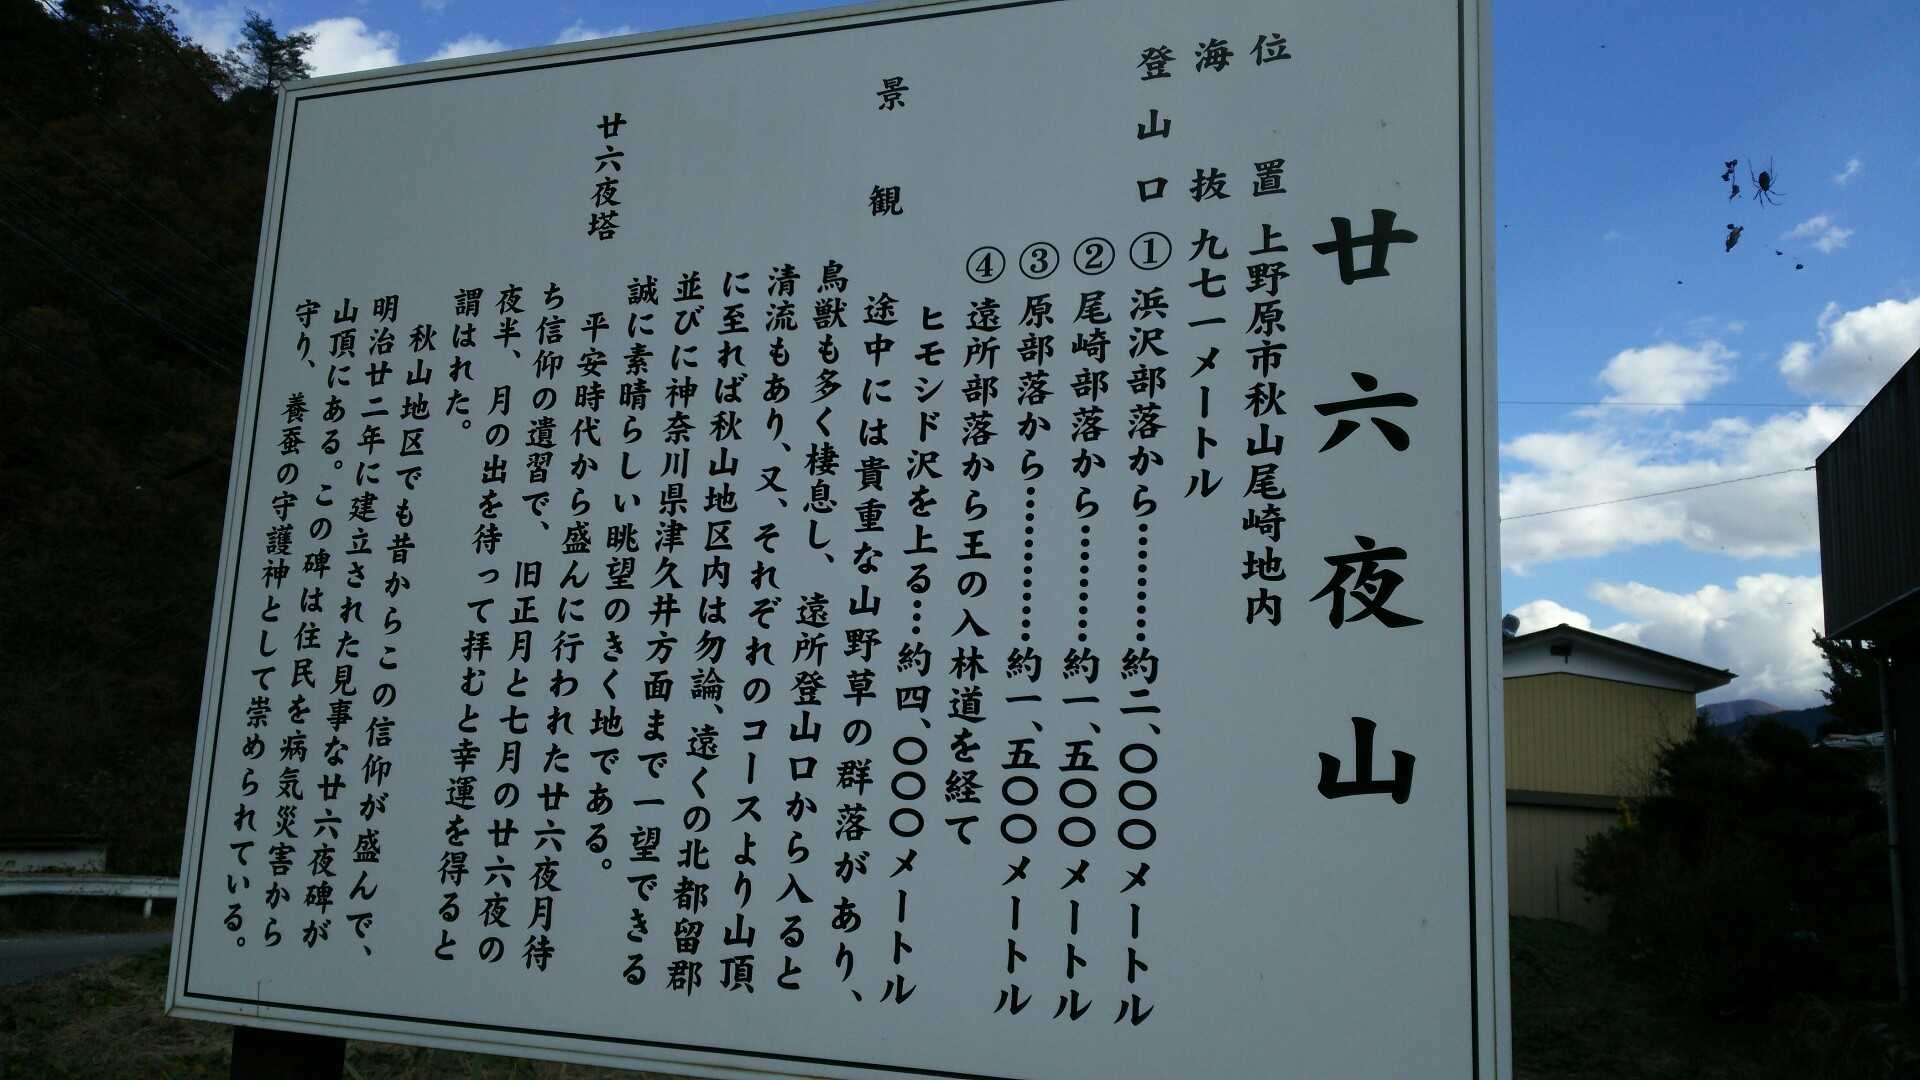 廿六夜山
位置 上野原市秋山尾崎地内
海抜 九七一メートル
登山口 ①浜沢部落から…………約二、〇〇〇メートル
②尾崎部落から…………約一、五〇〇メートル
③原部落から……………約一、五〇〇メートル
④遠所部落から王の入林道を経て
ヒモシド沢を上る…約四、〇〇〇メートル
景観 途中には貴重な山野草の群落があり、
鳥獣も多く棲息し、遠所登山口から入ると
清流もあり、又、それぞれのコースより山頂
に至れば秋山地区内は勿論、遠くの北都留郡
並びに神奈川県津久井方面まで一望できる
誠に素晴らしい眺望のきく地である。
廿六夜塔 平安時代から盛んに行われた廿六夜月待
ち信仰の遺習で、旧正月と七月の廿六夜の
夜半、月の出を待って拝むと幸運を得ると
謂はれた。
秋山地区でも昔からこの信仰が盛んで、
明治廿二年に建立された見事な廿六夜碑が
山頂にある。この碑は住民を病気災害から
守り、養蚕の守護神として崇められている。